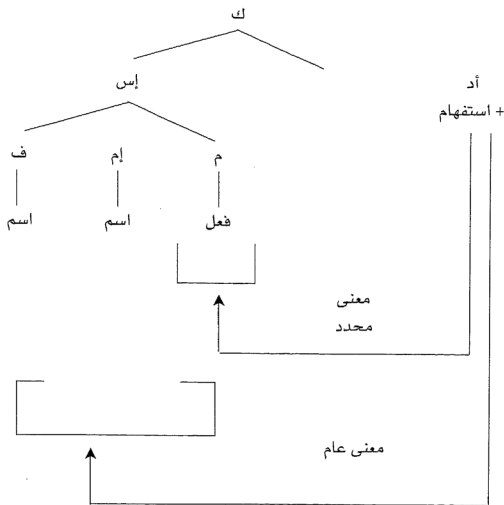 ك
أد إس
+ استفهام
م إم ف
فعل اسم اسم
معنى
محدد
معنى عام